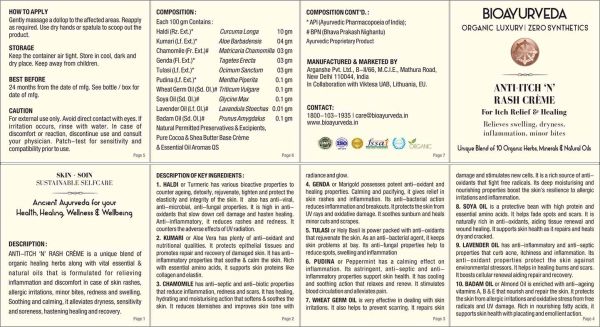 HOW TO APPLY
Gently massage a dollop to the affected areas. Reapply
as required. Use dry hands or spatula to scoop out the
product.
STORAGE
Keep the container air tight. Store in cool, dark and
dry place. Keep away from children.
BEST BEFORE
24 months from the date of mfg. See bottle / box for
date of mfg.
CAUTION
For external use only. Avoid direct contact with eyes. If
irritation occurs, rinse with water. In case of
discomfort or reaction, discontinue use and consult
your physician. Patch-test for sensitivity and
compatibility prior to use.
Page 5
COMPOSITION :
Each 100 gm Contains :
Haldi (Rz. Ext.)* Curcuma Longa 10 gm
Kumari (Lf. Ext.)* Aloe Barbadensis 04 gm
Chamomile (Fr. Ext.)# Matricaria Chamomila 03 gm
Genda (Fl. Ext.)* Tagetes Erecta 03 gm
Tulasi (Lf. Ext.)* Ocimum Sanctum 03 gm
Pudina (Lf. Ext.)* Mentha Piperita 0.1 gm
Wheat Germ Oil (Sd. Ol.)# Triticum Vulgare 0.1 gm
Soya Oil (Sd. Ol.)# Glycine Max 0.1 gm
Lavender Oil (Lf. Ol)# Lavandula Stoechas 0.01 gm
Badam Oil (Sd. Ol)* Prunus Amygdalus 0.1 gm
Natural Permitted Preservatives & Excipients,
Pure Cocoa & Shea Butter Base Crème
& Essential Oil Aromas QS
Page 6
COMPOSITION CONT'D. :
* API (Ayurvedic Pharmacopoeia of India);
# BPN (Bhava Prakash Nighantu)
Ayurvedic Proprietary Product
MANUFACTURED & MARKETED BY
Arganshe Pvt. Ltd., B-II/66, M.C.I.E., Mathura Road,
New Delhi 110044, India
In Collaboration with Viktesa UAB, Lithuania, EU.
CONTACT:
1800-103-1935 | care@bioayurveda.in
www.bioayurveda.in
fssai
ORGANIC
Page 7
BIOAYURVEDA
ORGANIC LUXURY | ZERO SYNTHETICS
ANTI-ITCH 'N'
RASH CRÈME
For Itch Relief & Healing
Relieves swelling, dryness,
inflammation, minor bites
Unique Blend of 10 Organic Herbs, Minerals & Natural Oils
SKIN - SOIN
SUSTAINABLE SELFCARE
Ancient Ayurveda for your
Health, Healing, Wellness & Wellbeing
DESCRIPTION :
ANTI-ITCH 'N' RASH CRÈME is a unique blend of
organic healing herbs along with vital essential &
natural oils that is formulated for relieving
inflammation and discomfort in case of skin rashes,
allergic irritations, minor bites, redness and swelling.
Soothing and calming, it alleviates dryness, sensitivity
and soreness, hastening healing and recovery.
Page 1
DESCRIPTION OF KEY INGREDIENTS :
1. HALDI or Turmeric has various bioactive properties to
counter ageing, detoxify, rejuvenate, lighten and protect the
elasticity and integrity of the skin. It also has anti-viral,
anti-microbial, anti-fungal properties. It is high in anti-
oxidants that slow down cell damage and hasten healing.
Anti-inflammatory, it reduces rashes and redness. It
counters the adverse effects of UV radiation.
2. KUMARI or Aloe Vera has plenty of anti-oxidant and
nutritional qualities. It protects epithelial tissues and
promotes repair and recovery of damaged skin. It has anti-
inflammatory properties that soothe & calm the skin. Rich
with essential amino acids, it supports skin proteins like
collagen and elastin.
3. CHAMOMILE has anti-septic and anti-biotic properties
that reduce inflammation, redness and scars. It has healing,
hydrating and moisturising action that softens & soothes the
skin. It reduces blemishes and improves skin tone with
Page 2
radiance and glow.
4. GENDA or Marigold possesses potent anti-oxidant and
healing properties. Calming and pacifying, it gives relief in
skin rashes and inflammation. Its anti-bacterial action
reduces inflammation and breakouts. It protects the skin from
UV rays and oxidative damage. It soothes sunburn and heals
minor cuts and scrapes.
5. TULASI or Holy Basil is power packed with anti-oxidants
that rejuvenate the skin. As an anti-bacterial agent, it keeps
skin problems at bay. Its anti-fungal properties help to
reduce spots, swelling and inflammation
6. PUDINA or Peppermint has a calming effect on
inflammation. Its astringent, anti-septic and anti-
inflammatory properties support skin health. It has cooling
and soothing action that relaxes and renew. It stimulates
blood circulation and alleviates pain.
7. WHEAT GERM OIL is very effective in dealing with skin
irritations. It also helps to prevent scarring. It repairs skin
Page 3
damage and stimulates new cells. It is a rich source of anti-
oxidants that fight free radicals. Its deep moisturising and
nourishing properties boost the skin's resilience to allergic
irritations and inflammation.
8. SOYA OIL is a protective bean with high protein and
essential amino acids. It helps fade spots and scars. It is
naturally rich in anti-oxidants, aiding tissue renewal and
wound healing. It supports skin health as it repairs and heals
dry and cracked.
9. LAVENDER OIL has anti-inflammatory and anti-septic
properties that curb acne, itchiness and inflammation. Its
anti-oxidant properties protect the skin against
environmental stressors. It helps in healing burns and scars.
It boosts cellular renewal aiding repair and recovery.
10. BADAM OIL or Almond Oil is enriched with anti-ageing
vitamins A, B & E that nourish and repair the skin. It protects
the skin from allergic irritations and oxidative stress from free
radicals and UV damage. Rich in nourishing fatty acids, it
supports skin health with placating and emollient action.
Page 4